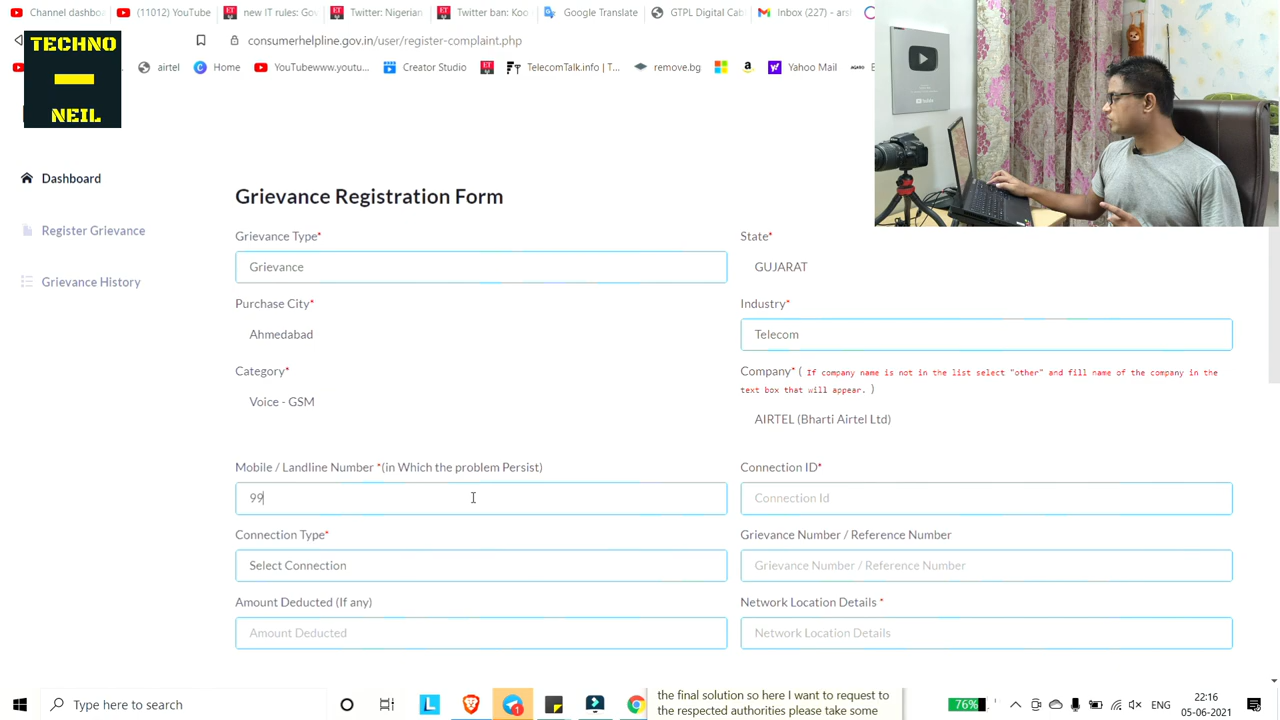 Channel dashbo
(11012) YouTube
new IT rules: Go
Twitter: Nigerian
Twitter ban: Koo
Google Translate
GTPL Digital Cab
Inbox (227) - ars
consumerhelpline.gov.in/user/register-complaint.php
airtel
Home
YouTubewww.youtu...
Creator Studio
TelecomTalk.info | T...
remove.bg
Yahoo Mail
TECHNO
NEIL
Dashboard
Register Grievance
Grievance History
Grievance Registration Form
Grievance Type*
State*
Grievance
GUJARAT
Purchase City*
Industry*
Ahmedabad
Telecom
Category*
Company* ( If company name is not in the list select "other" and fill name of the company in the
text box that will appear. )
Voice - GSM
AIRTEL (Bharti Airtel Ltd)
Mobile / Landline Number *(in Which the problem Persist)
Connection ID*
99
Connection Id
Connection Type*
Grievance Number / Reference Number
Select Connection
Grievance Number / Reference Number
Amount Deducted (If any)
Network Location Details *
Amount Deducted
Network Location Details
Type here to search
the final solution so here I want to request to
the respected authorities please take some
76%
ENG
22:16
05-06-2021